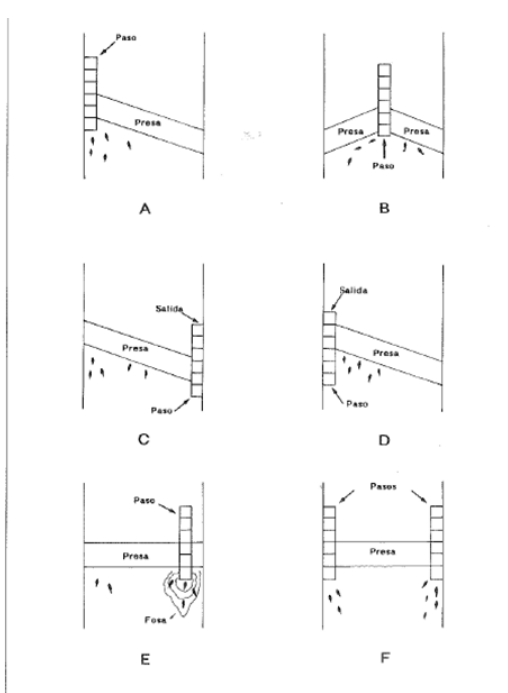 Paso
Presa
A
Presa
Presa
Paso
B
Salida
Presa
Paso
C
Salida
Presa
Paso
D
Paso
Presa
Fosa
E
Pasos
Presa
F